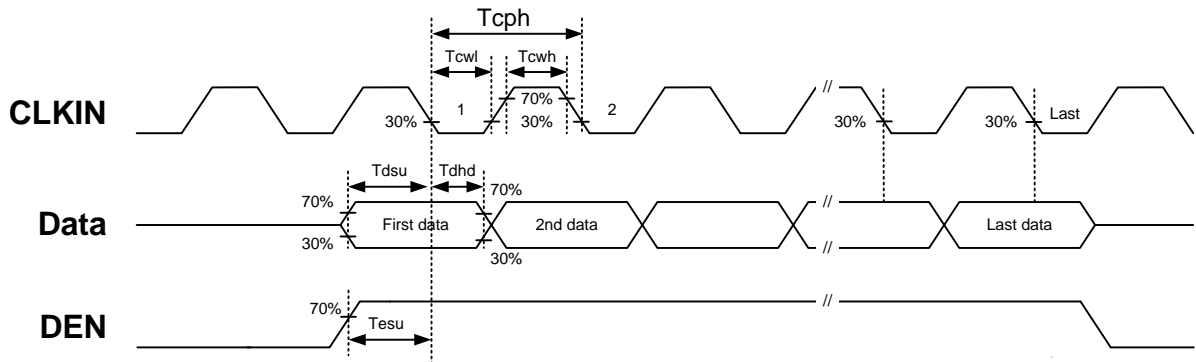 Tcph
Tcwl Tcwh
CLKIN
30% 1 70% 30% 2 // 30% 30% Last
Tdsu Tdhd
70% 70%
Data
First data 2nd data // // Last data
30% 30%
DEN
70% //
Tesu